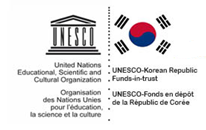 UNESCO
United Nations
Educational, Scientific and
Cultural Organization
Organisation
des Nations Unies
pour l'éducation,
la science et la culture
UNESCO-Korean Republic
Funds-in-trust
UNESCO-Fonds en dépôt
de la République de Corée